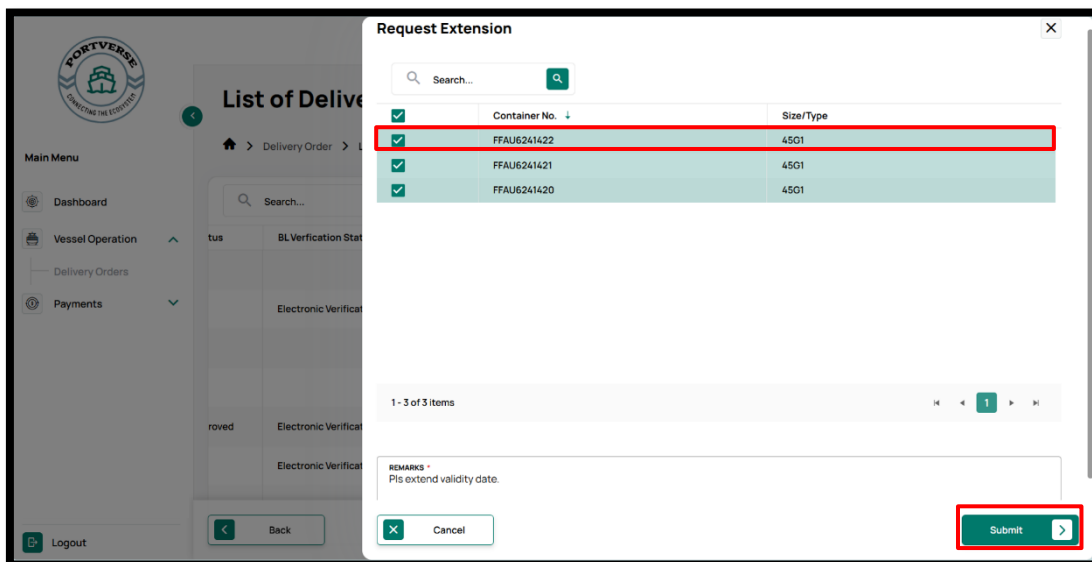 PORTVERSE
CONNECTING THE ECOSYSTEM
Main Menu
Dashboard
Vessel Operation
Delivery Orders
Payments
Logout
List of Delive
> Delivery Order > L
Search...
tus BL Verfication Stat
Electronic Verificat
roved Electronic Verificat
Electronic Verificat
Back
Request Extension
Search...
Container No. ↓ Size/Type
FFAU6241422 45G1
FFAU6241421 45G1
FFAU6241420 45G1
1 - 3 of 3 items
1
REMARKS *
Pls extend validity date.
Cancel
Submit